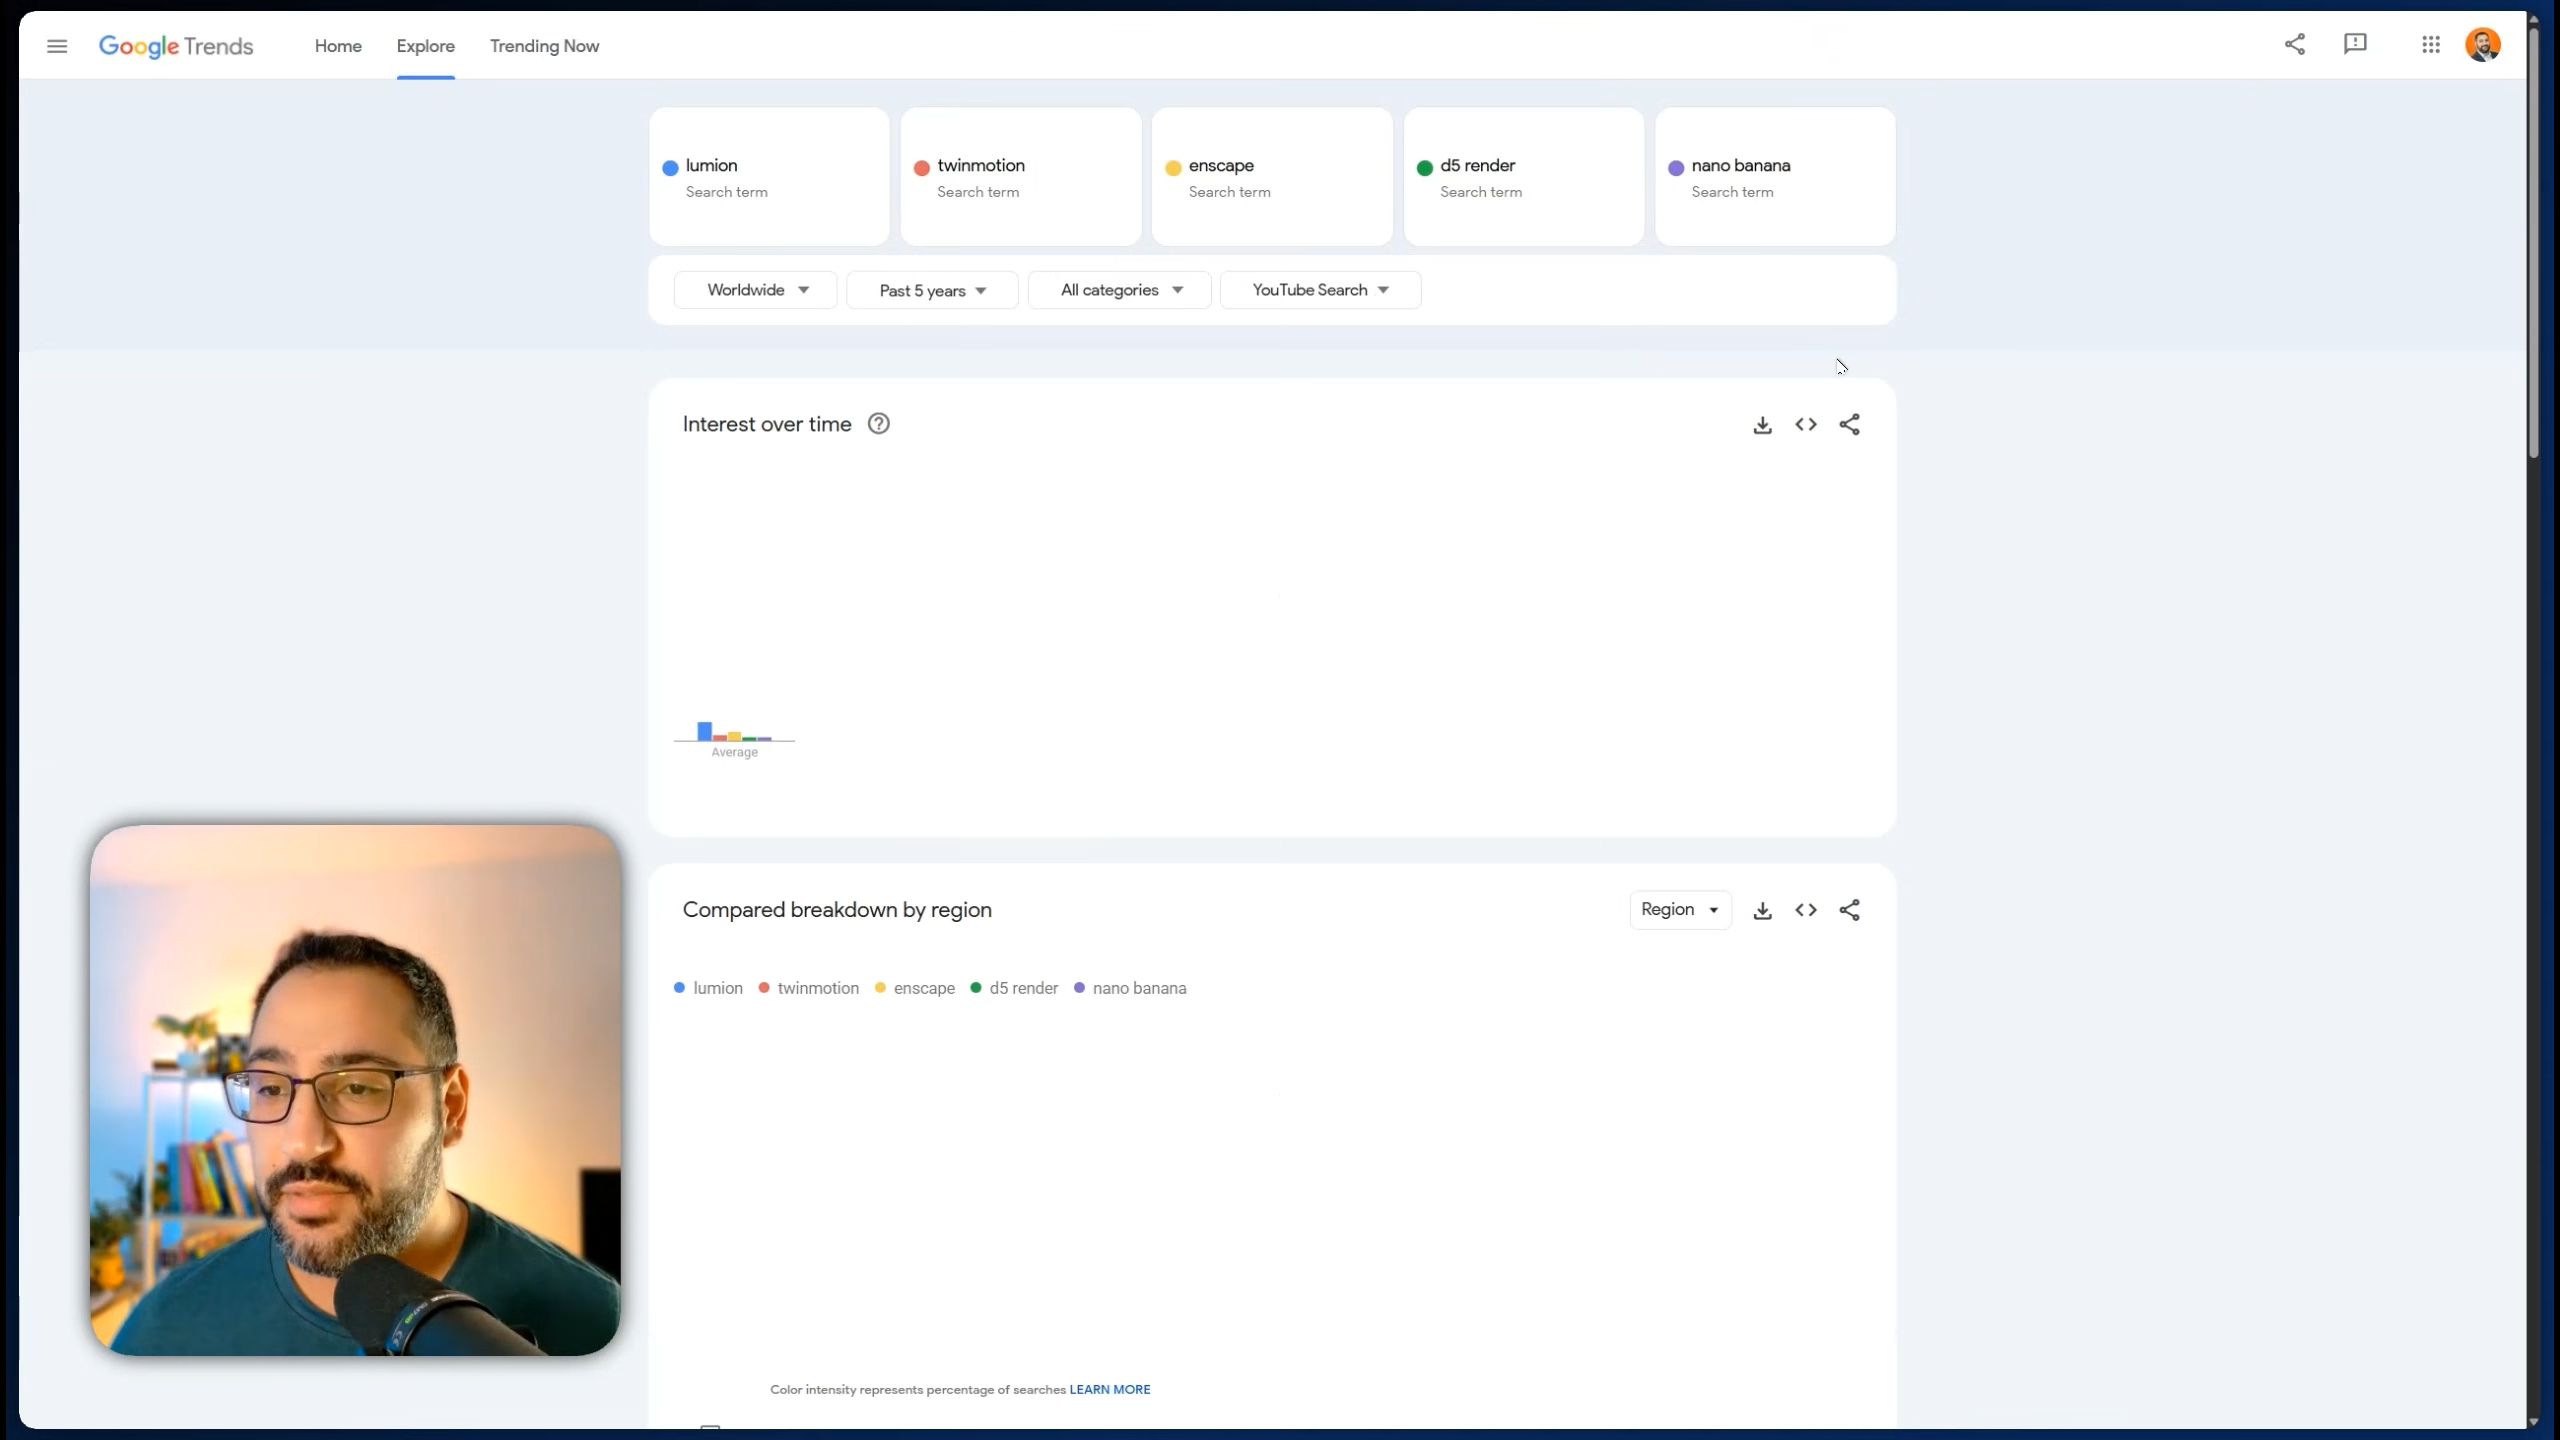 Google Trends Home Explore Trending Now
lumion
Search term
twinmotion
Search term
enscape
Search term
d5 render
Search term
nano banana
Search term
Worldwide Past 5 years All categories YouTube Search
Interest over time
Average
Compared breakdown by region
Region
lumion twinmotion enscape d5 render nano banana
Color intensity represents percentage of searches LEARN MORE